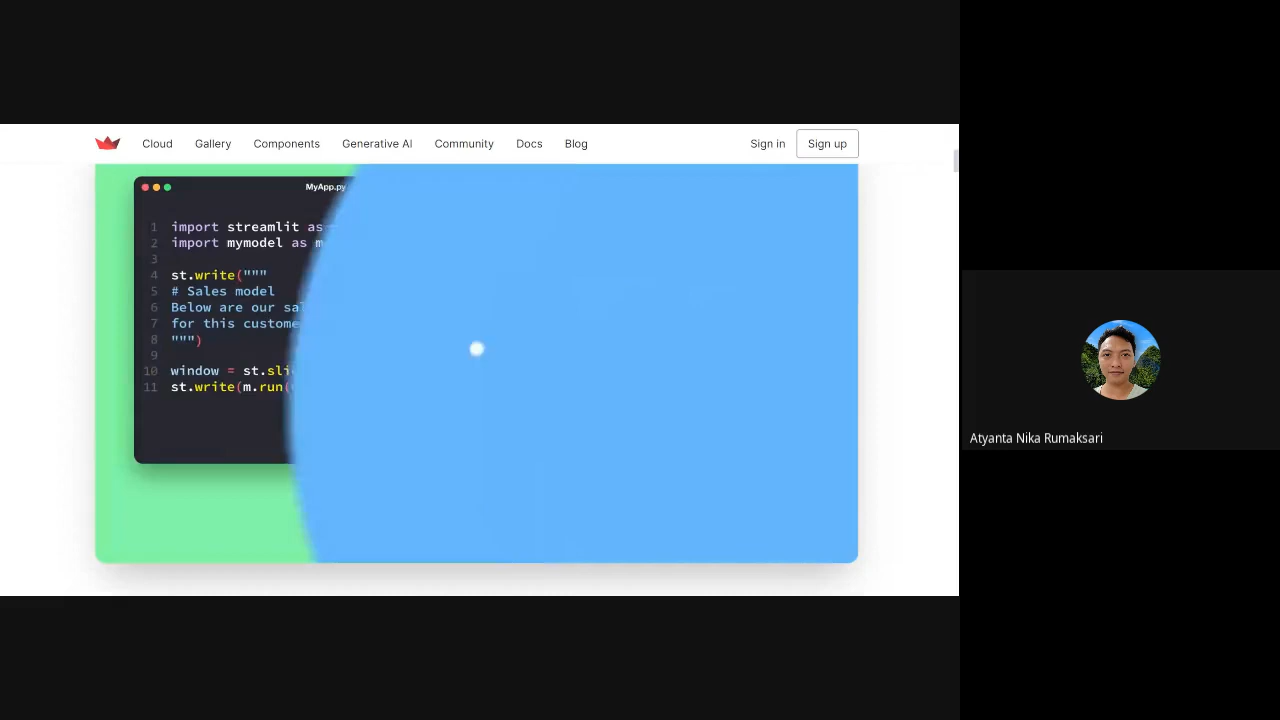 Cloud Gallery Components Generative AI Community Docs Blog Sign in Sign up
MyApp.py
1 import streamlit as
2 import mymodel as m
3
4 st.write("""
5 # Sales model
6 Below are our sal
7 for this custome
8 """)
9
10 window = st.sli
11 st.write(m.run(
Atyanta Nika Rumaksari